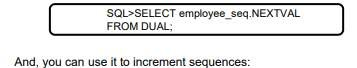 SQL>SELECT employee_seq.NEXTVAL
FROM DUAL;
And, you can use it to increment sequences: